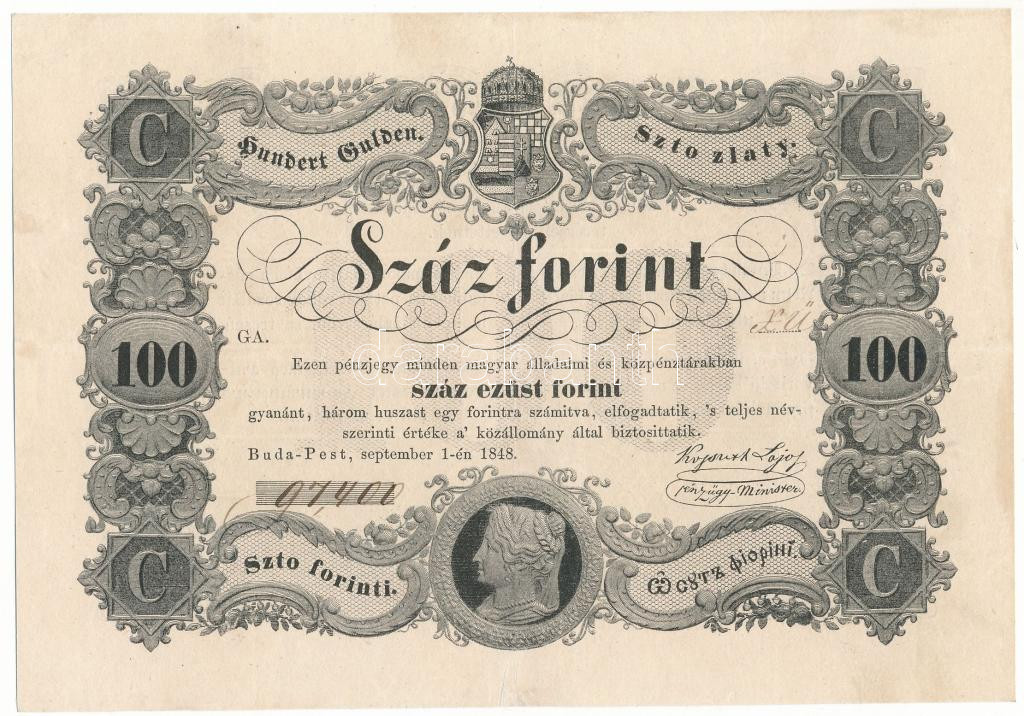 C
C
Hundert Gulden.
Szto zlaty.
Száz forint
GA.
100
100
Ezen pénzjegy minden magyar álladalmi és közpénztárakban
száz ezüst forint
gyanánt, három huszast egy forintra számitva, elfogadtatik, 's teljes név-
szerinti értéke a' közállomány által biztosittatik.
Buda-Pest, september 1-én 1848.
Kossuth Lajos
pénzügy-Minister.
97,400
Szto forinti.
C
C